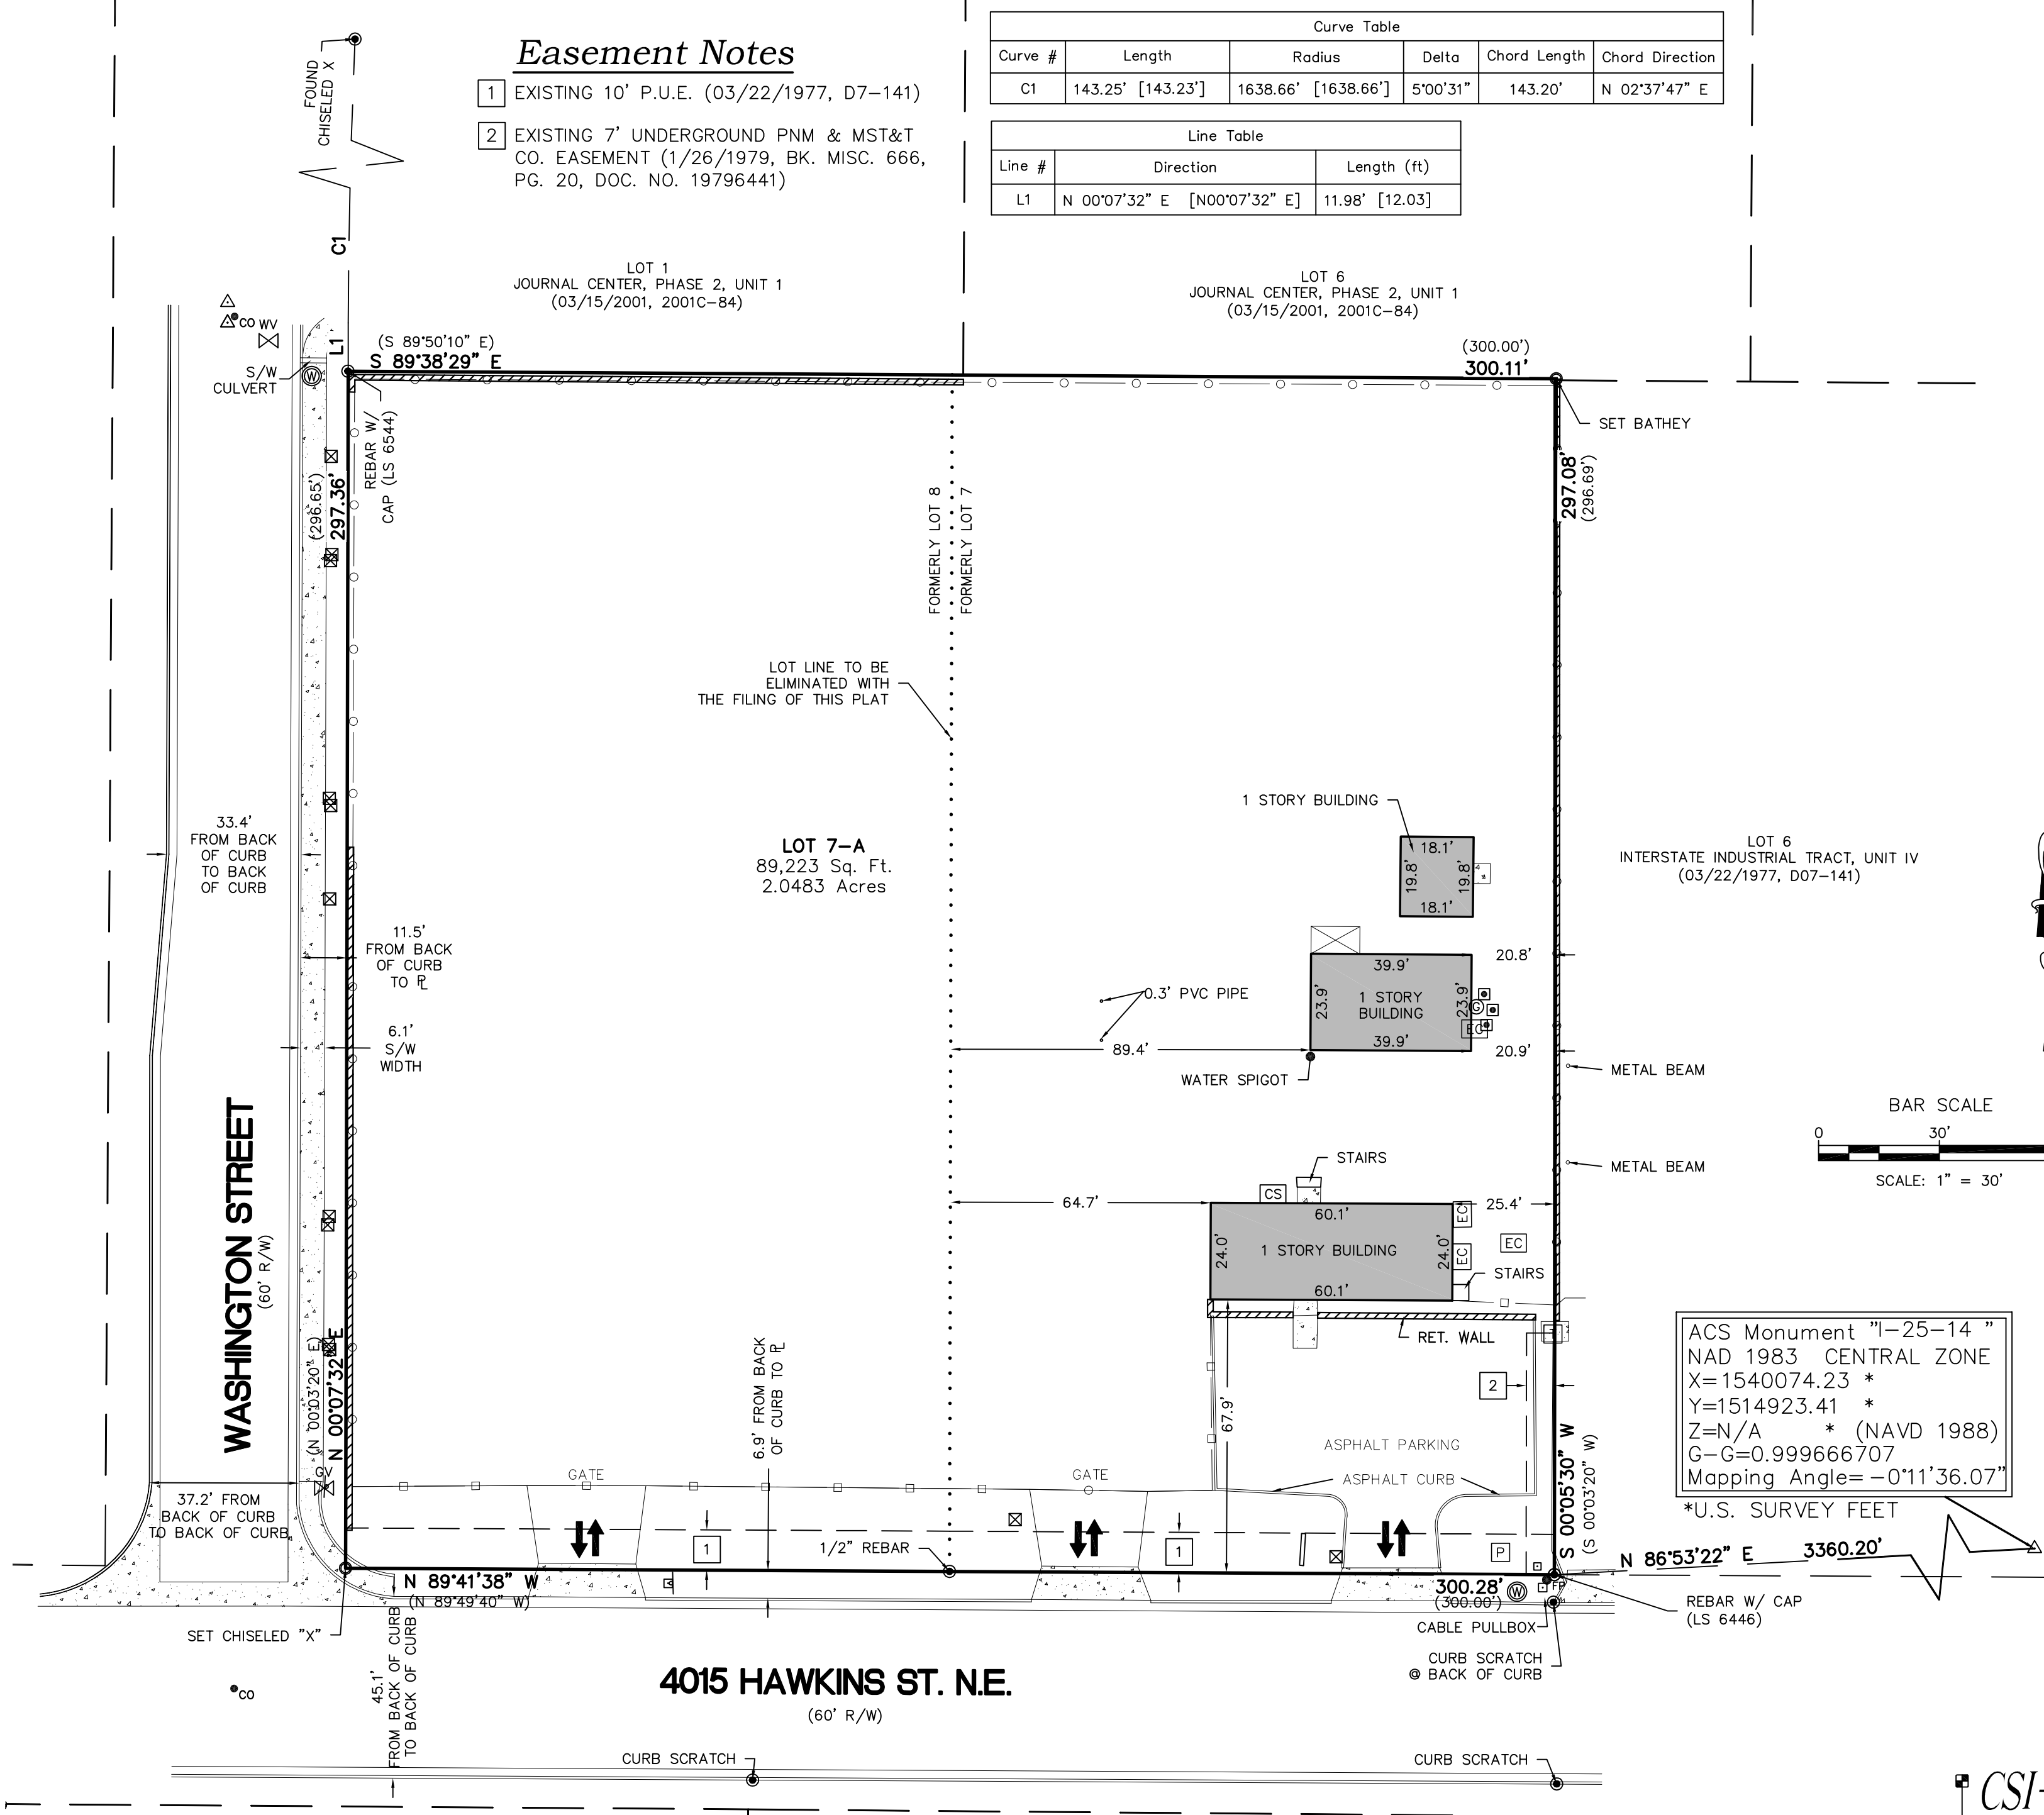 Easement Notes
1 EXISTING 10' P.U.E. (03/22/1977, D7-141)
2 EXISTING 7' UNDERGROUND PNM & MST&T
CO. EASEMENT (1/26/1979, BK. MISC. 666,
PG. 20, DOC. NO. 19796441)
Curve Table
Curve # Length Radius Delta Chord Length Chord Direction
C1 143.25' [143.23'] 1638.66' [1638.66'] 5°00'31" 143.20' N 02°37'47" E
Line Table
Line # Direction Length (ft)
L1 N 00°07'32" E [N00°07'32" E] 11.98' [12.03]
FOUND
CHISELED X
C1
LOT 1
JOURNAL CENTER, PHASE 2, UNIT 1
(03/15/2001, 2001C-84)
LOT 6
JOURNAL CENTER, PHASE 2, UNIT 1
(03/15/2001, 2001C-84)
CO WV
L1
S/W
CULVERT
W
(S 89°50'10" E)
S 89°38'29" E
(300.00')
300.11'
SET BATHEY
REBAR W/
CAP (LS 6544)
(296.65')
297.36'
297.08'
(296.69')
FORMERLY LOT 8
FORMERLY LOT 7
LOT LINE TO BE
ELIMINATED WITH
THE FILING OF THIS PLAT
33.4'
FROM BACK
OF CURB
TO BACK
OF CURB
LOT 7-A
89,223 Sq. Ft.
2.0483 Acres
1 STORY BUILDING
18.1'
19.8'
19.8'
18.1'
LOT 6
INTERSTATE INDUSTRIAL TRACT, UNIT IV
(03/22/1977, D07-141)
11.5'
FROM BACK
OF CURB
TO PL
6.1'
S/W
WIDTH
0.3' PVC PIPE
39.9'
23.9'
1 STORY
BUILDING
23.9'
39.9'
G
EC
20.8'
20.9'
89.4'
WATER SPIGOT
METAL BEAM
METAL BEAM
BAR SCALE
0 30'
SCALE: 1" = 30'
WASHINGTON STREET
(60' R/W)
STAIRS
CS
64.7'
60.1'
24.0'
1 STORY BUILDING
24.0'
60.1'
EC
EC
EC
25.4'
STAIRS
RET. WALL
2
67.9'
ASPHALT PARKING
ASPHALT CURB
6.9' FROM BACK
OF CURB TO PL
(N 00°03'20" E)
N 00°07'32" E
GV
GATE
GATE
37.2' FROM
BACK OF CURB
TO BACK OF CURB
1
1/2" REBAR
1
P
S 00°05'30" W
(S 00°03'20" W)
ACS Monument "I-25-14 "
NAD 1983 CENTRAL ZONE
X=1540074.23 *
Y=1514923.41 *
Z=N/A * (NAVD 1988)
G-G=0.999666707
Mapping Angle= -0°11'36.07"
*U.S. SURVEY FEET
N 86°53'22" E 3360.20'
N 89°41'38" W
(N 89°49'40" W)
300.28'
(300.00')
W
FP
REBAR W/ CAP
(LS 6446)
CABLE PULLBOX
CURB SCRATCH
@ BACK OF CURB
SET CHISELED "X"
45.1'
FROM BACK OF CURB
TO BACK OF CURB
CO
4015 HAWKINS ST. N.E.
(60' R/W)
CURB SCRATCH
CURB SCRATCH
CSI-